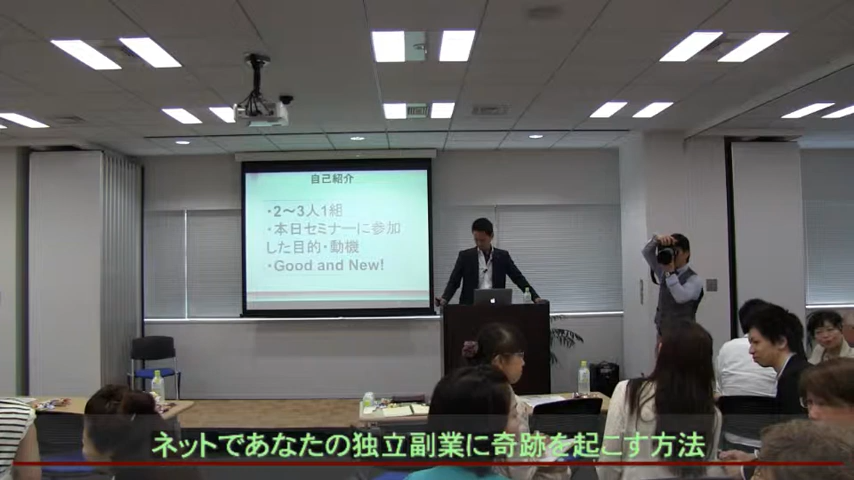 自己紹介
・2〜3人1組
・本日セミナーに参加
した目的・動機
・Good and New!
ネットであなたの独立副業に奇跡を起こす方法